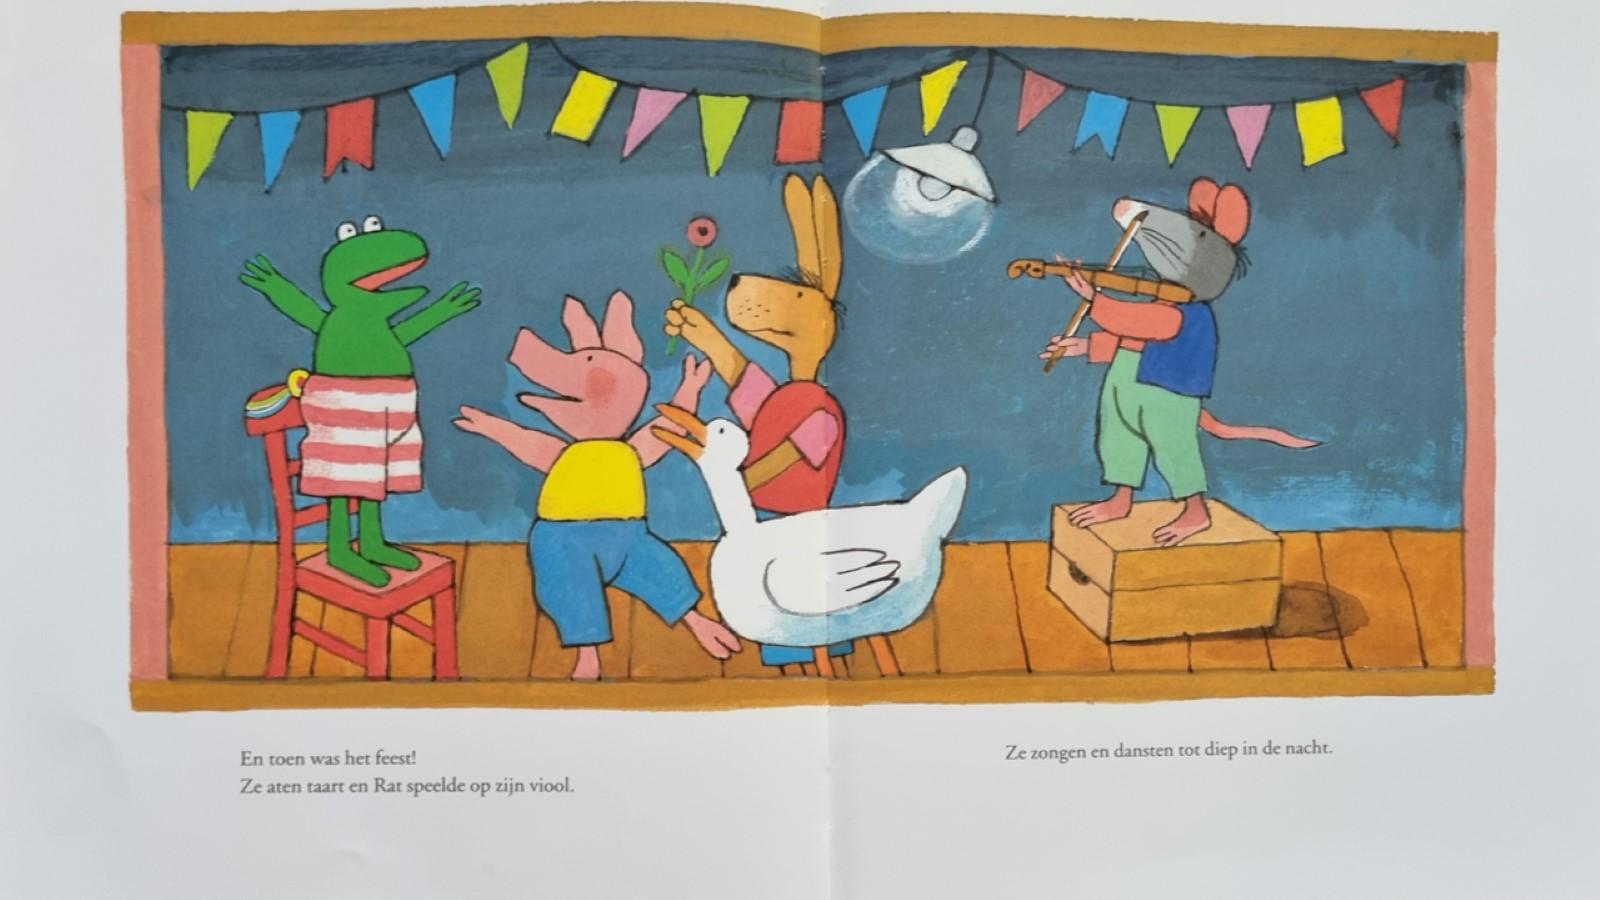 En toen was het feest!
Ze aten taart en Rat speelde op zijn viool.
Ze zongen en dansten tot diep in de nacht.